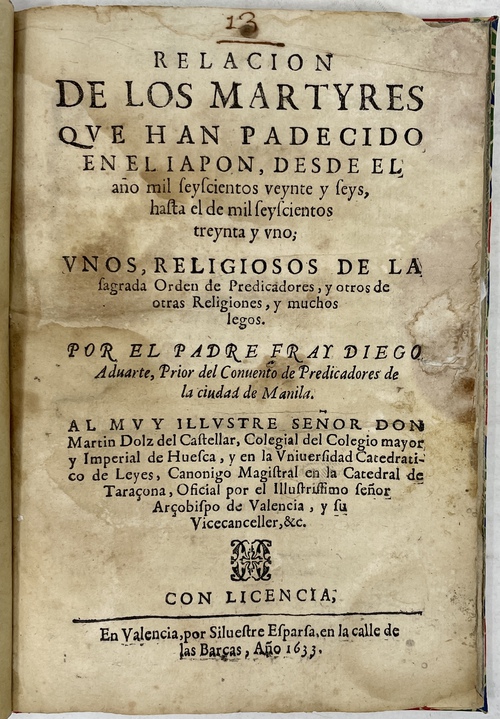 13
RELACION
DE LOS MARTYRES
QVE HAN PADECIDO
EN EL IAPON, DESDE EL
año mil ſeyſcientos veynte y ſeys,
haſta el de mil ſeyſcientos
treynta y vno;
VNOS, RELIGIOSOS DE LA
ſagrada Orden de Predicadores, y otros de
otras Religiones, y muchos
legos.
POR EL PADRE FRAY DIEGO
Aduarte, Prior del Conuento de Predicadores de
la ciudad de Manila.
AL MVY ILLVSTRE SEÑOR DON
Martin Dolz del Caſtellar, Colegial del Colegio mayor
y Imperial de Hueſca, y en la Vniuerſidad Catedrati-
co de Leyes, Canonigo Magiſtral en la Catedral de
Taraçona, Oficial por el Illuſtriſſimo ſeñor
Arçobiſpo de Valencia, y ſu
Vicecanceller,&c.
CON LICENCIA,
En Valencia, por Silueſtre Eſparſa, en la calle de
las Barças, Año 1633.